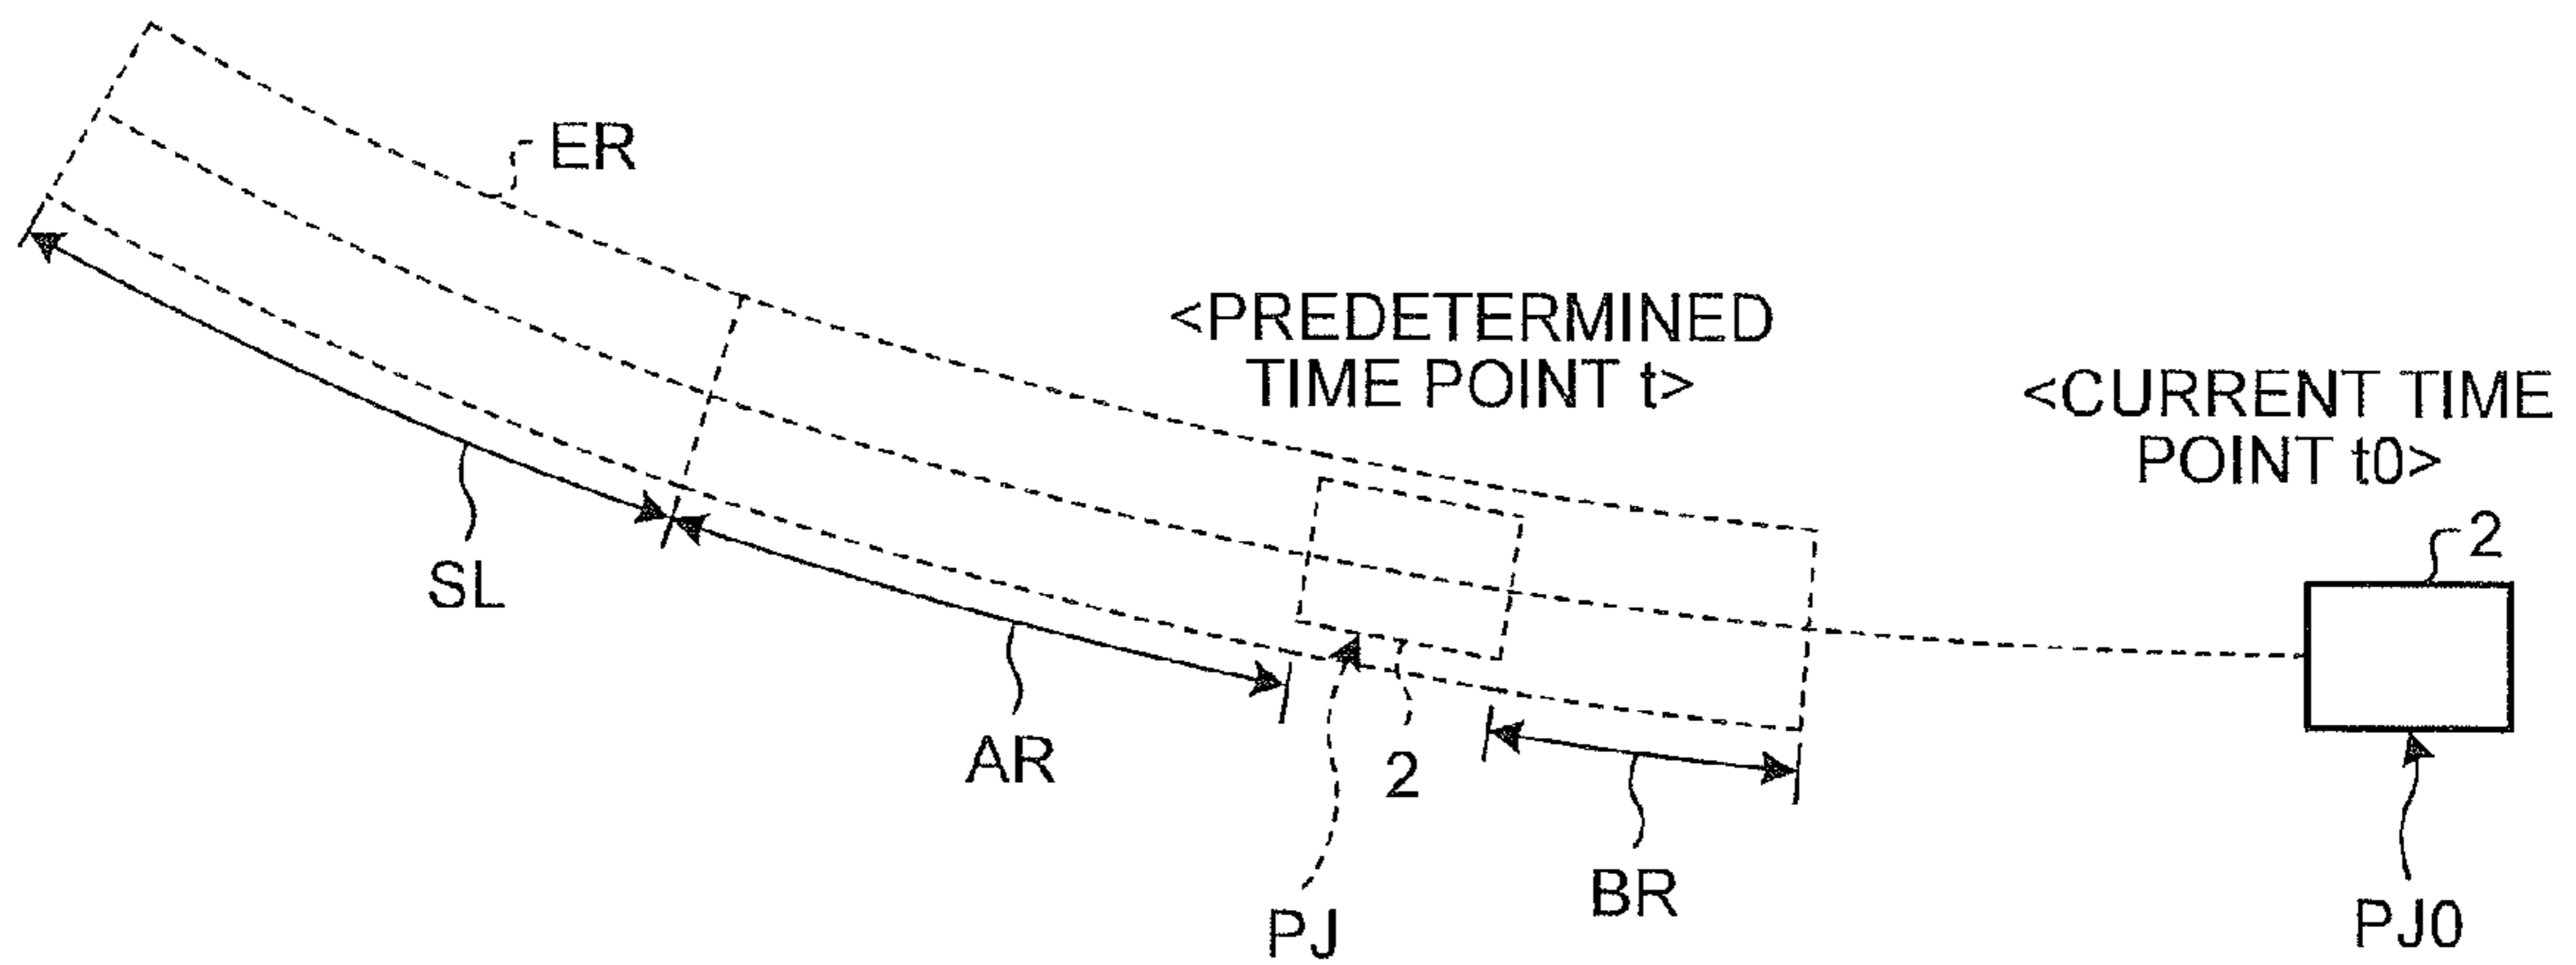 ER
<PREDETERMINED
TIME POINT t>
<CURRENT TIME
POINT t0>
2
SL
AR
2
BR
PJ
PJ0